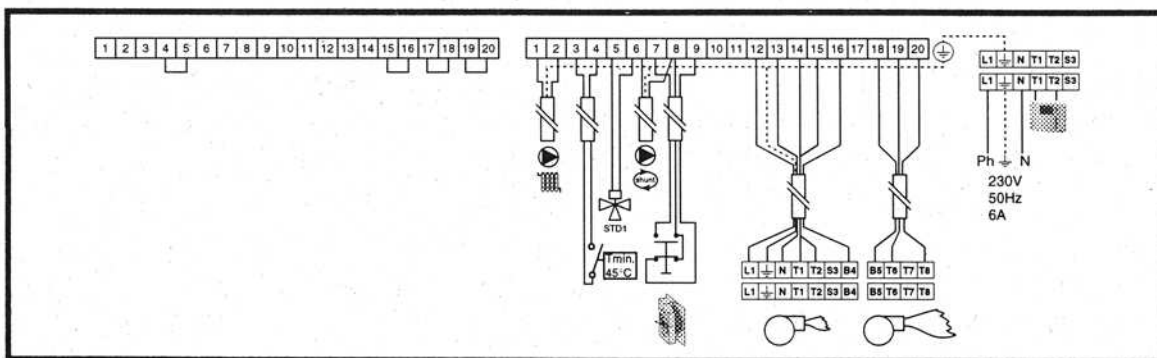 1 2 3 4 5 6 7 8 9 10 11 12 13 14 15 16 17 18 19 20
1 2 3 4 5 6 7 8 9 10 11 12 13 14 15 16 17 18 19 20
L1 N T1 T2 S3
L1 N T1 T2 S3
Ph N
230V
50Hz
6A
shunt
STD1
Tmin.
45°C
L1 N T1 T2 S3 B4
B5 T6 T7 T8
L1 N T1 T2 S3 B4
B5 T6 T7 T8